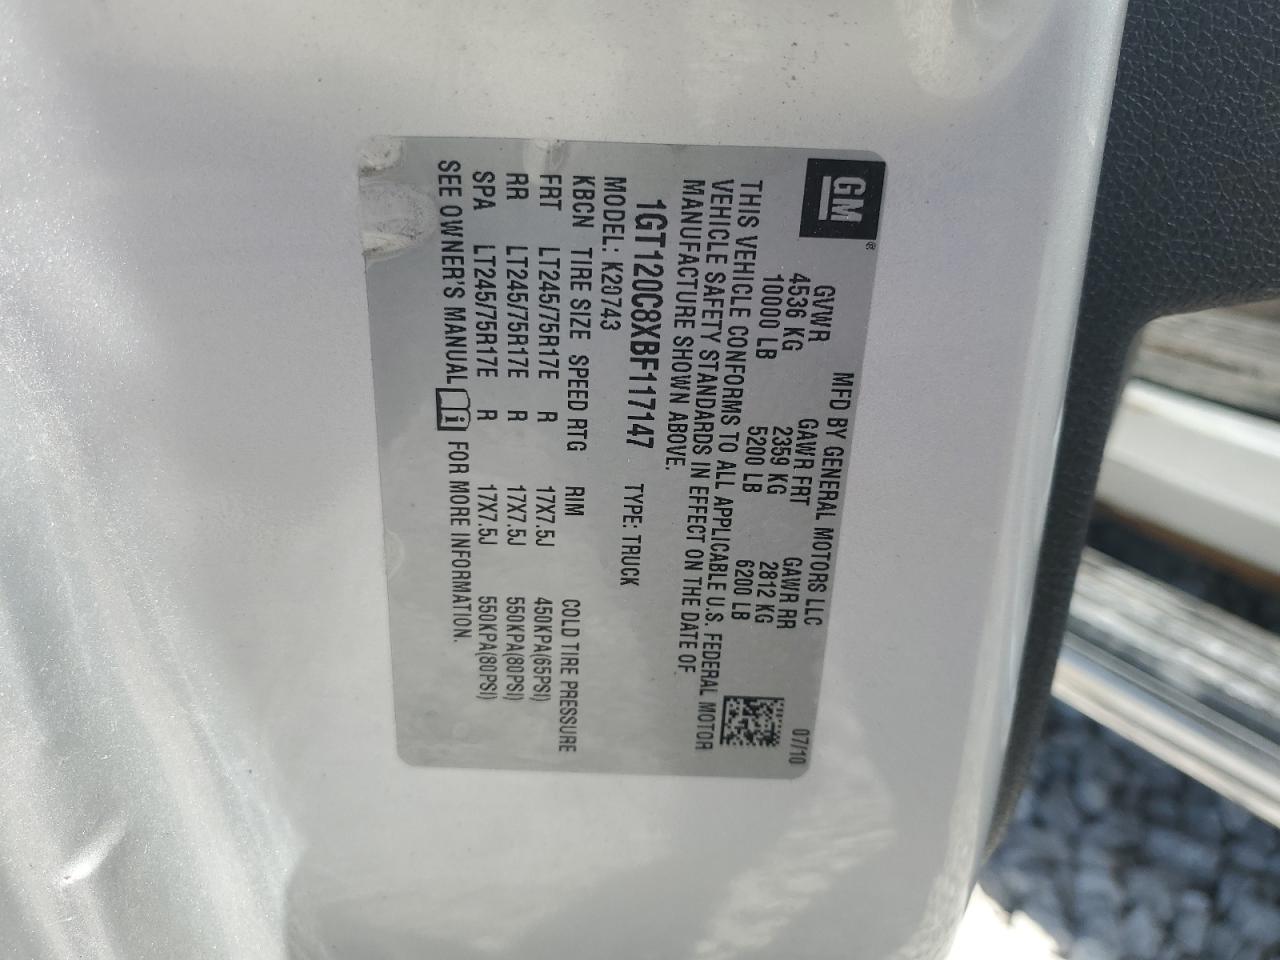 GM®
MFD BY GENERAL MOTORS LLC 07/10
GVWR GAWR FRT GAWR RR
4536 KG 2359 KG 2812 KG
10000 LB 5200 LB 6200 LB
THIS VEHICLE CONFORMS TO ALL APPLICABLE U.S. FEDERAL MOTOR
VEHICLE SAFETY STANDARDS IN EFFECT ON THE DATE OF
MANUFACTURE SHOWN ABOVE.
1GT120C8XBF117147 TYPE: TRUCK
MODEL: K20743
KBCN TIRE SIZE SPEED RTG RIM COLD TIRE PRESSURE
FRT LT245/75R17E R 17X7.5J 450KPA(65PSI)
RR LT245/75R17E R 17X7.5J 550KPA(80PSI)
SPA LT245/75R17E R 17X7.5J 550KPA(80PSI)
SEE OWNER'S MANUAL i FOR MORE INFORMATION.